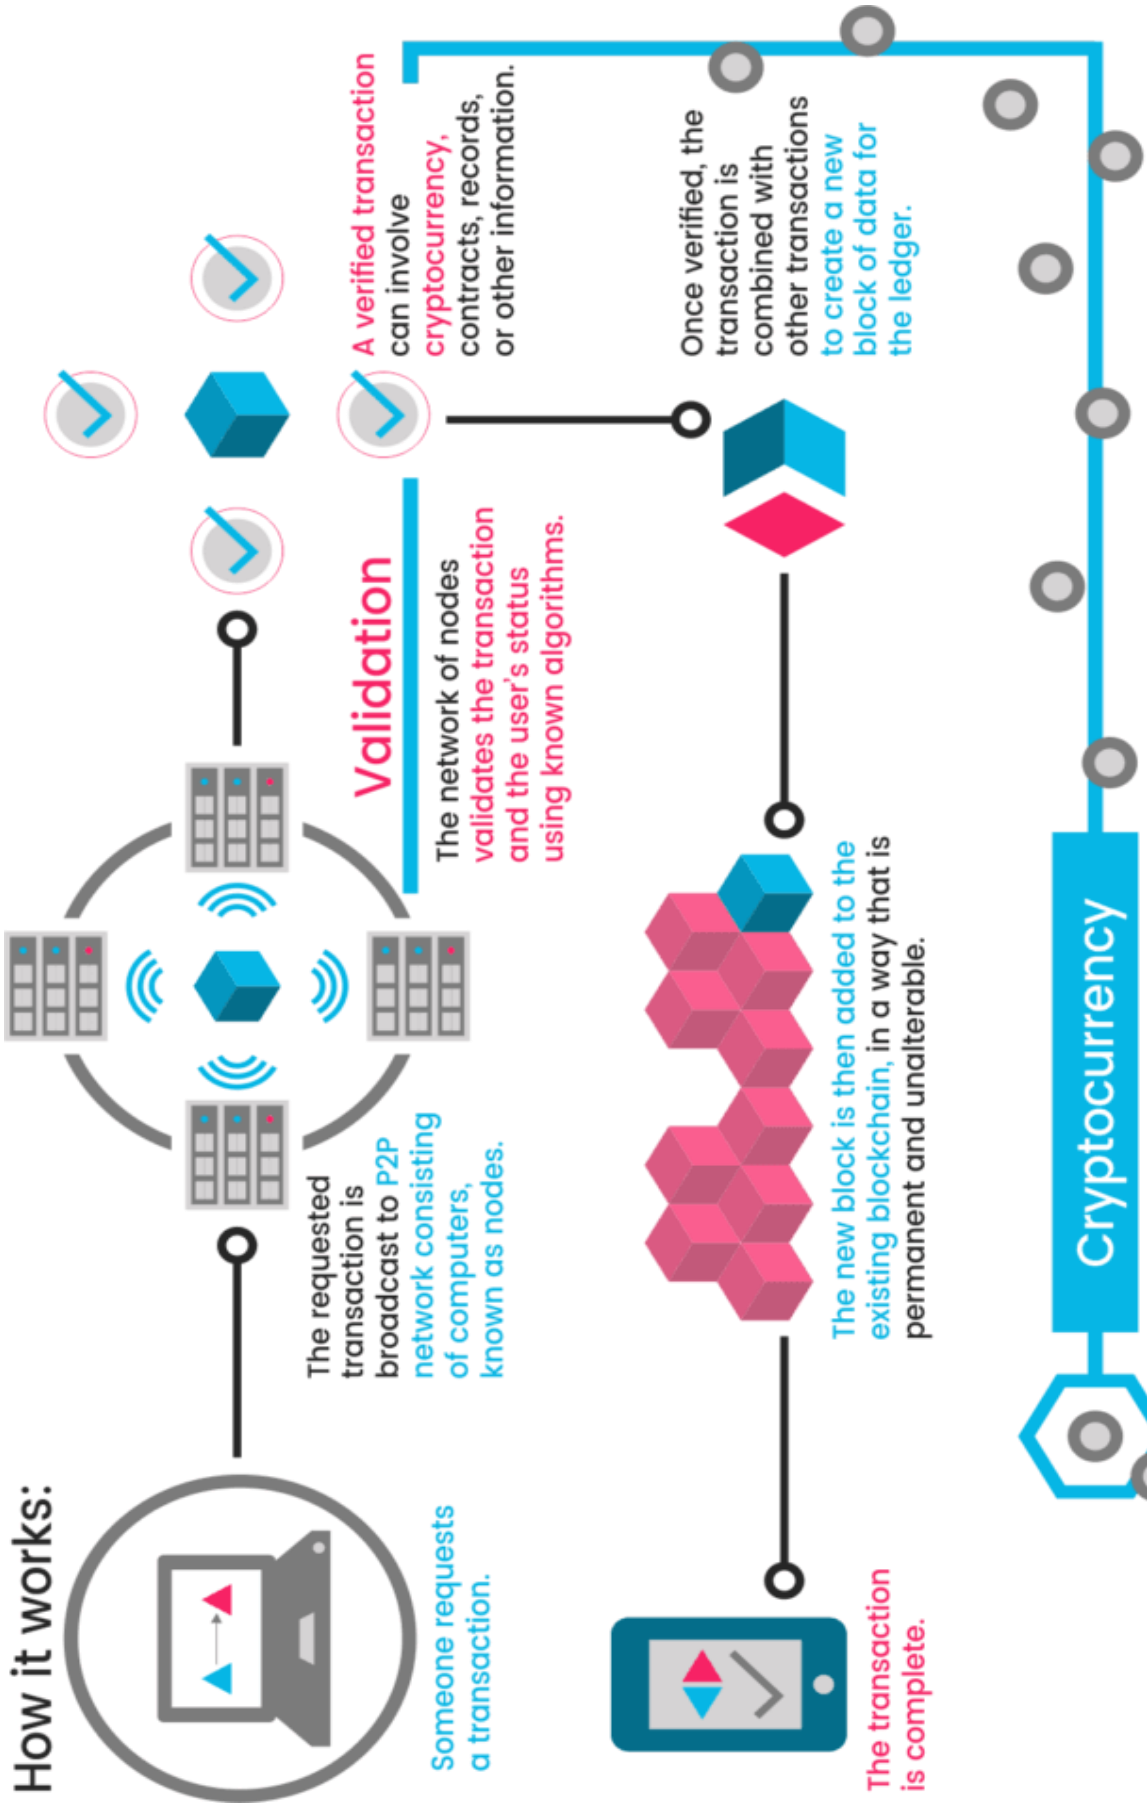 How it works:
Someone requests
a transaction.
The requested
transaction is
broadcast to P2P
network consisting
of computers,
known as nodes.
Validation
The network of nodes
validates the transaction
and the user's status
using known algorithms.
A verified transaction
can involve
cryptocurrency,
contracts, records,
or other information.
Once verified, the
transaction is
combined with
other transactions
to create a new
block of data for
the ledger.
The new block is then added to the
existing blockchain, in a way that is
permanent and unalterable.
The transaction
is complete.
Cryptocurrency